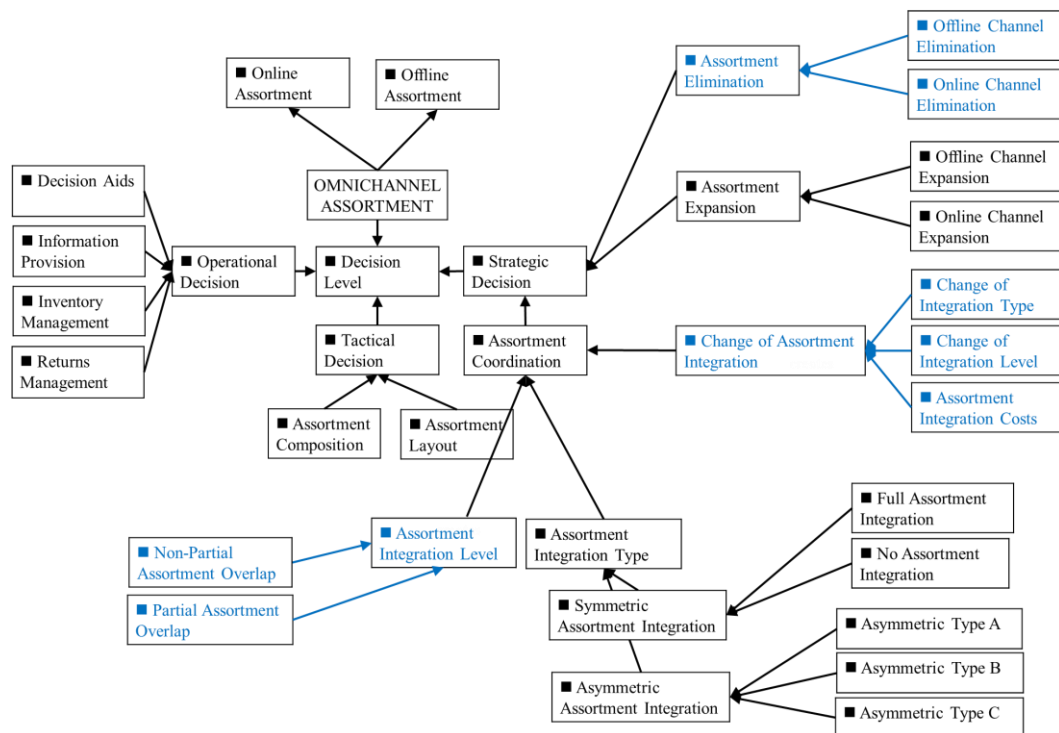 ■ Online
Assortment
■ Offline
Assortment
OMNICHANNEL
ASSORTMENT
■ Decision Aids
■ Information
Provision
■ Inventory
Management
■ Returns
Management
■ Operational
Decision
■ Decision
Level
■ Strategic
Decision
■ Tactical
Decision
■ Assortment
Composition
■ Assortment
Layout
■ Assortment
Coordination
■ Assortment
Elimination
■ Offline Channel
Elimination
■ Online Channel
Elimination
■ Assortment
Expansion
■ Offline Channel
Expansion
■ Online Channel
Expansion
■ Change of Assortment
Integration
■ Change of
Integration Type
■ Change of
Integration Level
■ Assortment
Integration Costs
■ Assortment
Integration Level
■ Non-Partial
Assortment Overlap
■ Partial Assortment
Overlap
■ Assortment
Integration Type
■ Symmetric
Assortment Integration
■ Full Assortment
Integration
■ No Assortment
Integration
■ Asymmetric
Assortment Integration
■ Asymmetric Type A
■ Asymmetric Type B
■ Asymmetric Type C